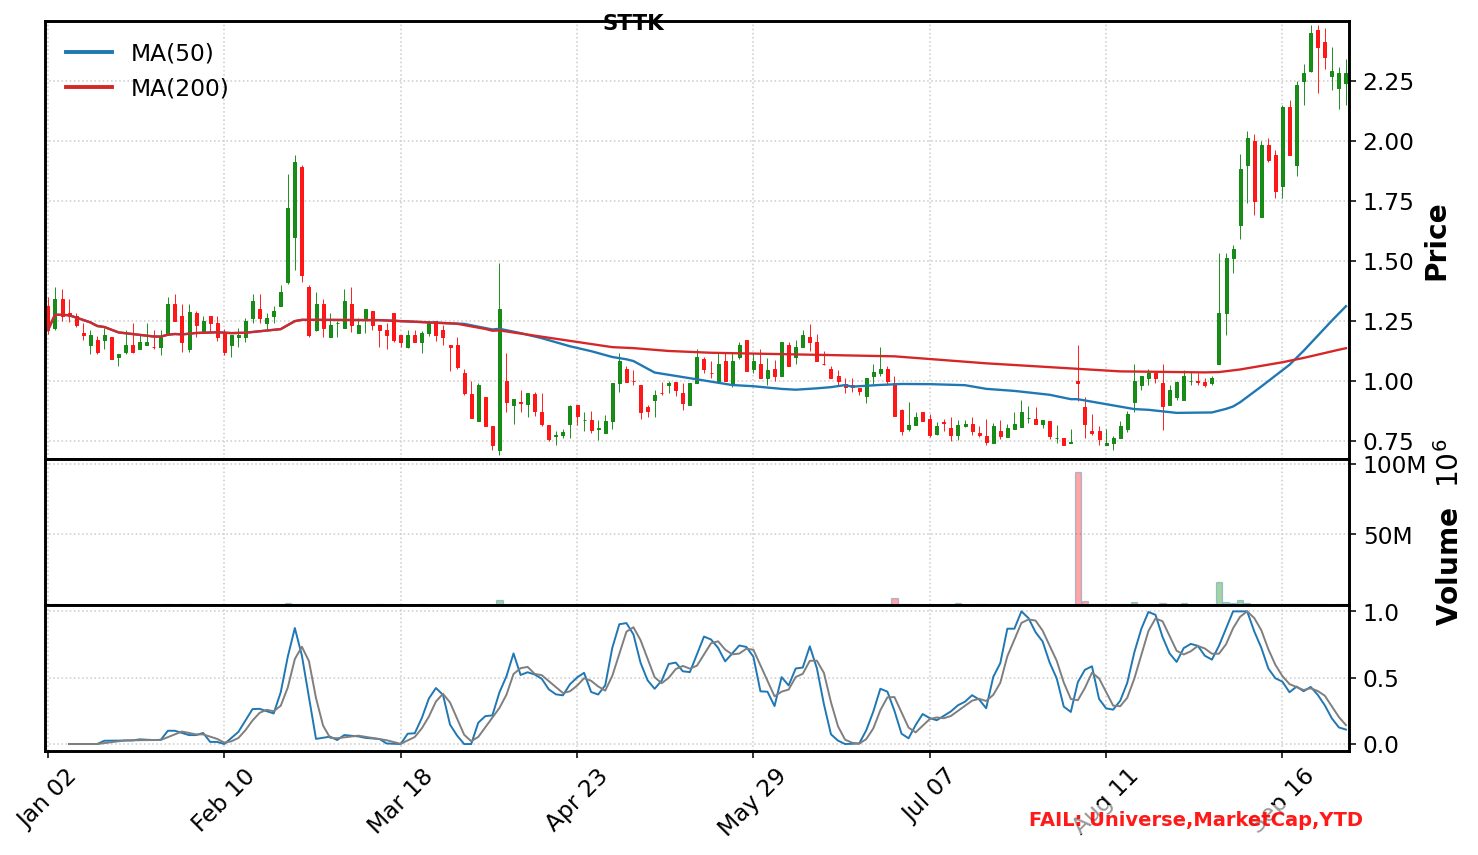 STTK
MA(50)
MA(200)
2.25
2.00
1.75
1.50
1.25
1.00
0.75
Price
100M
50M
Volume 10⁶
1.0
0.5
0.0
Jan 02
Feb 10
Mar 18
Apr 23
May 29
Jul 07
Aug 11
Sep 16
FAIL: Universe,MarketCap,YTD